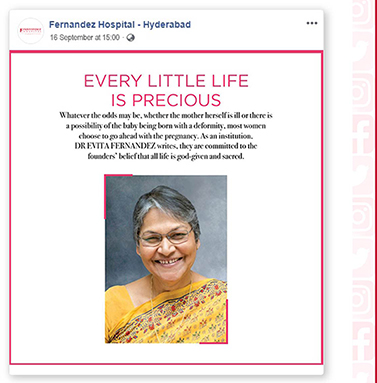 Fernandez Hospital - Hyderabad
16 September at 15:00 ·
EVERY LITTLE LIFE
IS PRECIOUS
Whatever the odds may be, whether the mother herself is ill or there is
a possibility of the baby being born with a deformity, most women
choose to go ahead with the pregnancy. As an institution,
DR EVITA FERNANDEZ writes, they are committed to the
founders' belief that all life is god-given and sacred.